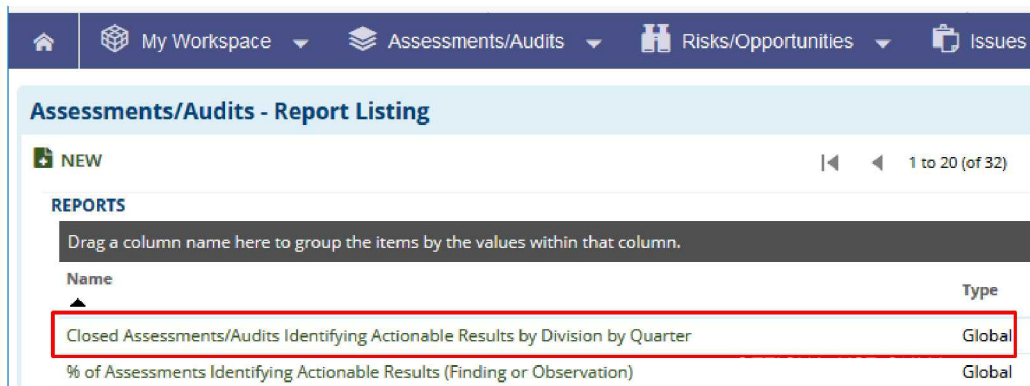 My Workspace Assessments/Audits Risks/Opportunities Issues
Assessments/Audits - Report Listing
NEW 1 to 20 (of 32)
REPORTS
Drag a column name here to group the items by the values within that column.
Name
Type
Closed Assessments/Audits Identifying Actionable Results by Division by Quarter Global
% of Assessments Identifying Actionable Results (Finding or Observation) Global